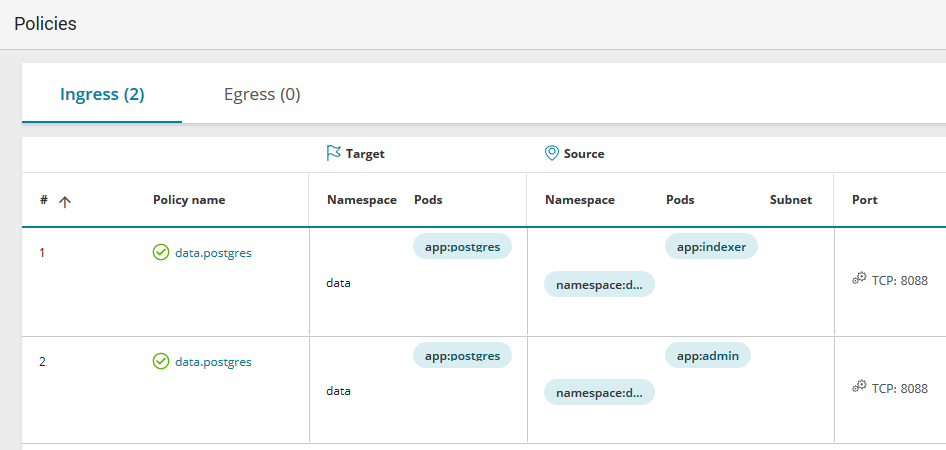 Policies
Ingress (2) Egress (0)
Target Source
# Policy name Namespace Pods Namespace Pods Subnet Port
1 data.postgres data app:postgres namespace:d... app:indexer TCP: 8088
2 data.postgres data app:postgres namespace:d... app:admin TCP: 8088